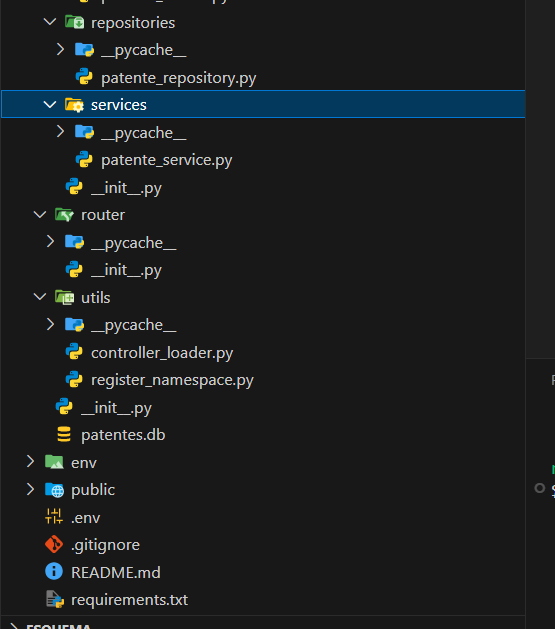 repositories
__pycache__
patente_repository.py
services
__pycache__
patente_service.py
__init__.py
router
__pycache__
__init__.py
utils
__pycache__
controller_loader.py
register_namespace.py
__init__.py
patentes.db
env
public
.env
.gitignore
README.md
requirements.txt
ESQUEMA